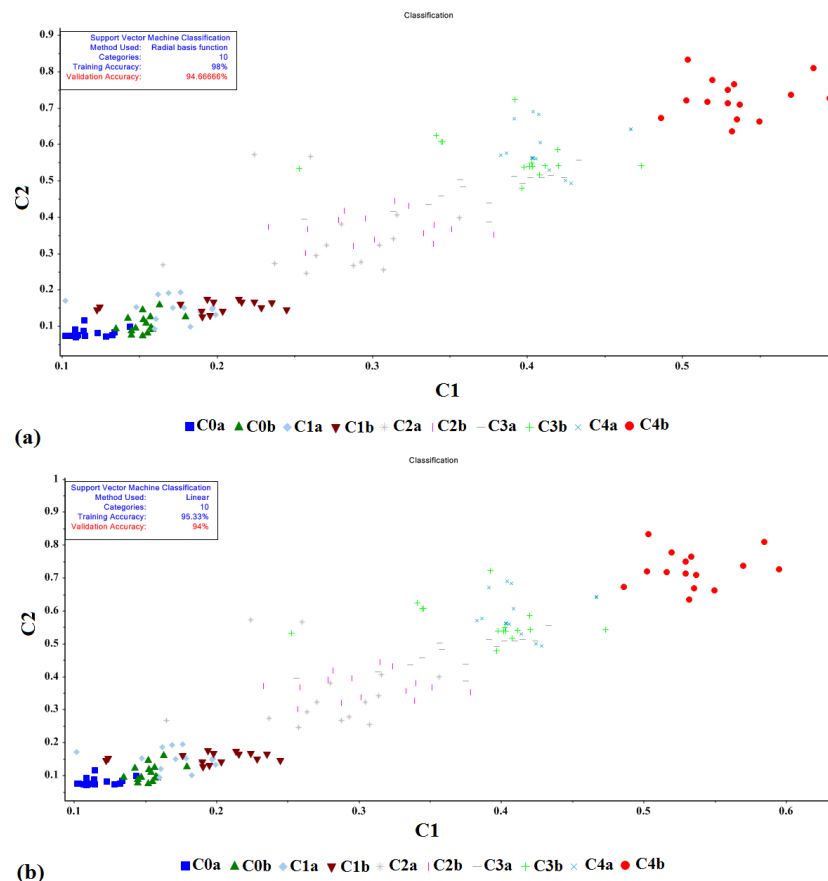 Classification
Support Vector Machine Classification
Method Used: Radial basis function
Categories: 10
Training Accuracy: 98%
Validation Accuracy: 94.66666%
0.9
0.8
0.7
0.6
0.5
0.4
0.3
0.2
0.1
C2
0.1 0.2 0.3 0.4 0.5
C1
C0a C0b C1a C1b C2a C2b C3a C3b C4a C4b
(a)
Classification
Support Vector Machine Classification
Method Used: Linear
Categories: 10
Training Accuracy: 95.33%
Validation Accuracy: 94%
1
0.9
0.8
0.7
0.6
0.5
0.4
0.3
0.2
0.1
C2
0.1 0.2 0.3 0.4 0.5 0.6
C1
C0a C0b C1a C1b C2a C2b C3a C3b C4a C4b
(b)